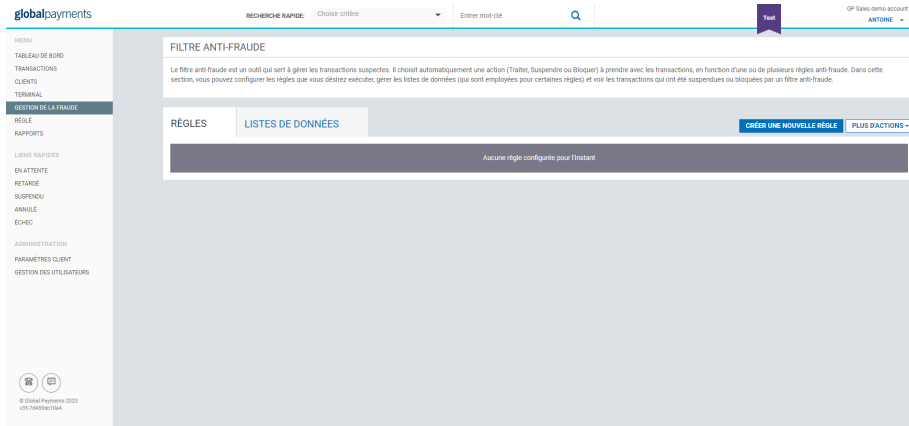 globalpayments
RECHERCHE RAPIDE: Choisir critère Entrer mot-clé
Test
GP Sales demo account
ANTOINE
MENU
TABLEAU DE BORD
TRANSACTIONS
CLIENTS
TERMINAL
GESTION DE LA FRAUDE
RÉGLÉ
RAPPORTS
LIENS RAPIDES
EN ATTENTE
RETARDÉ
SUSPENDU
ANNULÉ
ÉCHEC
ADMINISTRATION
PARAMÈTRES CLIENT
GESTION DES UTILISATEURS
© Global Payments 2023
v35-7d459dc10a4
FILTRE ANTI-FRAUDE
Le filtre anti-fraude est un outil qui sert à gérer les transactions suspectes. Il choisit automatiquement une action (Traiter, Suspendre ou Bloquer) à prendre avec les transactions, en fonction d'une ou de plusieurs règles anti-fraude. Dans cette
section, vous pouvez configurer les règles que vous désirez exécuter, gérer les listes de données (qui sont employées pour certaines règles) et voir les transactions qui ont été suspendues ou bloquées par un filtre anti-fraude.
RÈGLES LISTES DE DONNÉES
CRÉER UNE NOUVELLE RÈGLE PLUS D'ACTIONS
Aucune règle configurée pour l'instant